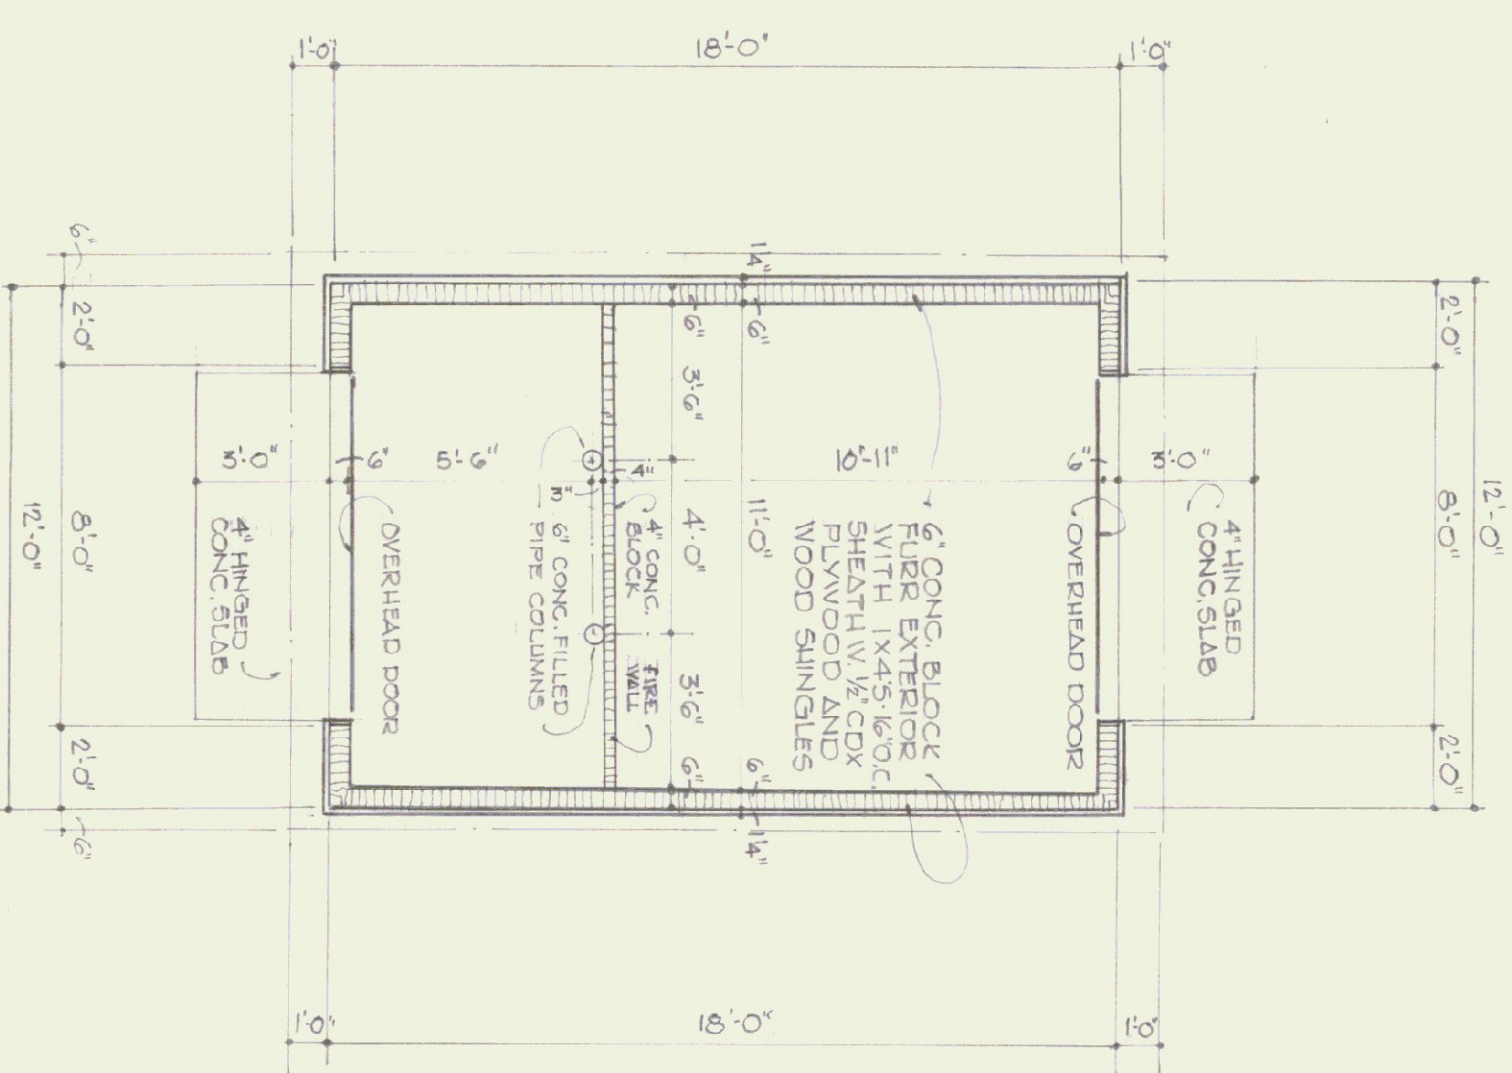 1'-0"
18'-0"
1'-0"
6"
2'-0"
8'-0"
12'-0"
2'-0"
6"
3'-0"
4" HINGED
CONC. SLAB
6"
OVERHEAD DOOR
5'-6"
3"
4"
6" CONC. FILLED
PIPE COLUMNS
4" CONC.
BLOCK
FIRE
WALL
6"
3'-6"
4'-0"
3'-6"
6"
1/4"
6"
11'-0"
6"
1/4"
10'-11"
6" CONC. BLOCK
FURR EXTERIOR
WITH 1X4'S-16"O.C.
SHEATH W. 1/2" CDX
PLYWOOD AND
WOOD SHINGLES
6"
OVERHEAD DOOR
3'-0"
4" HINGED
CONC. SLAB
2'-0"
8'-0"
12'-0"
2'-0"
1'-0"
18'-0"
1'-0"